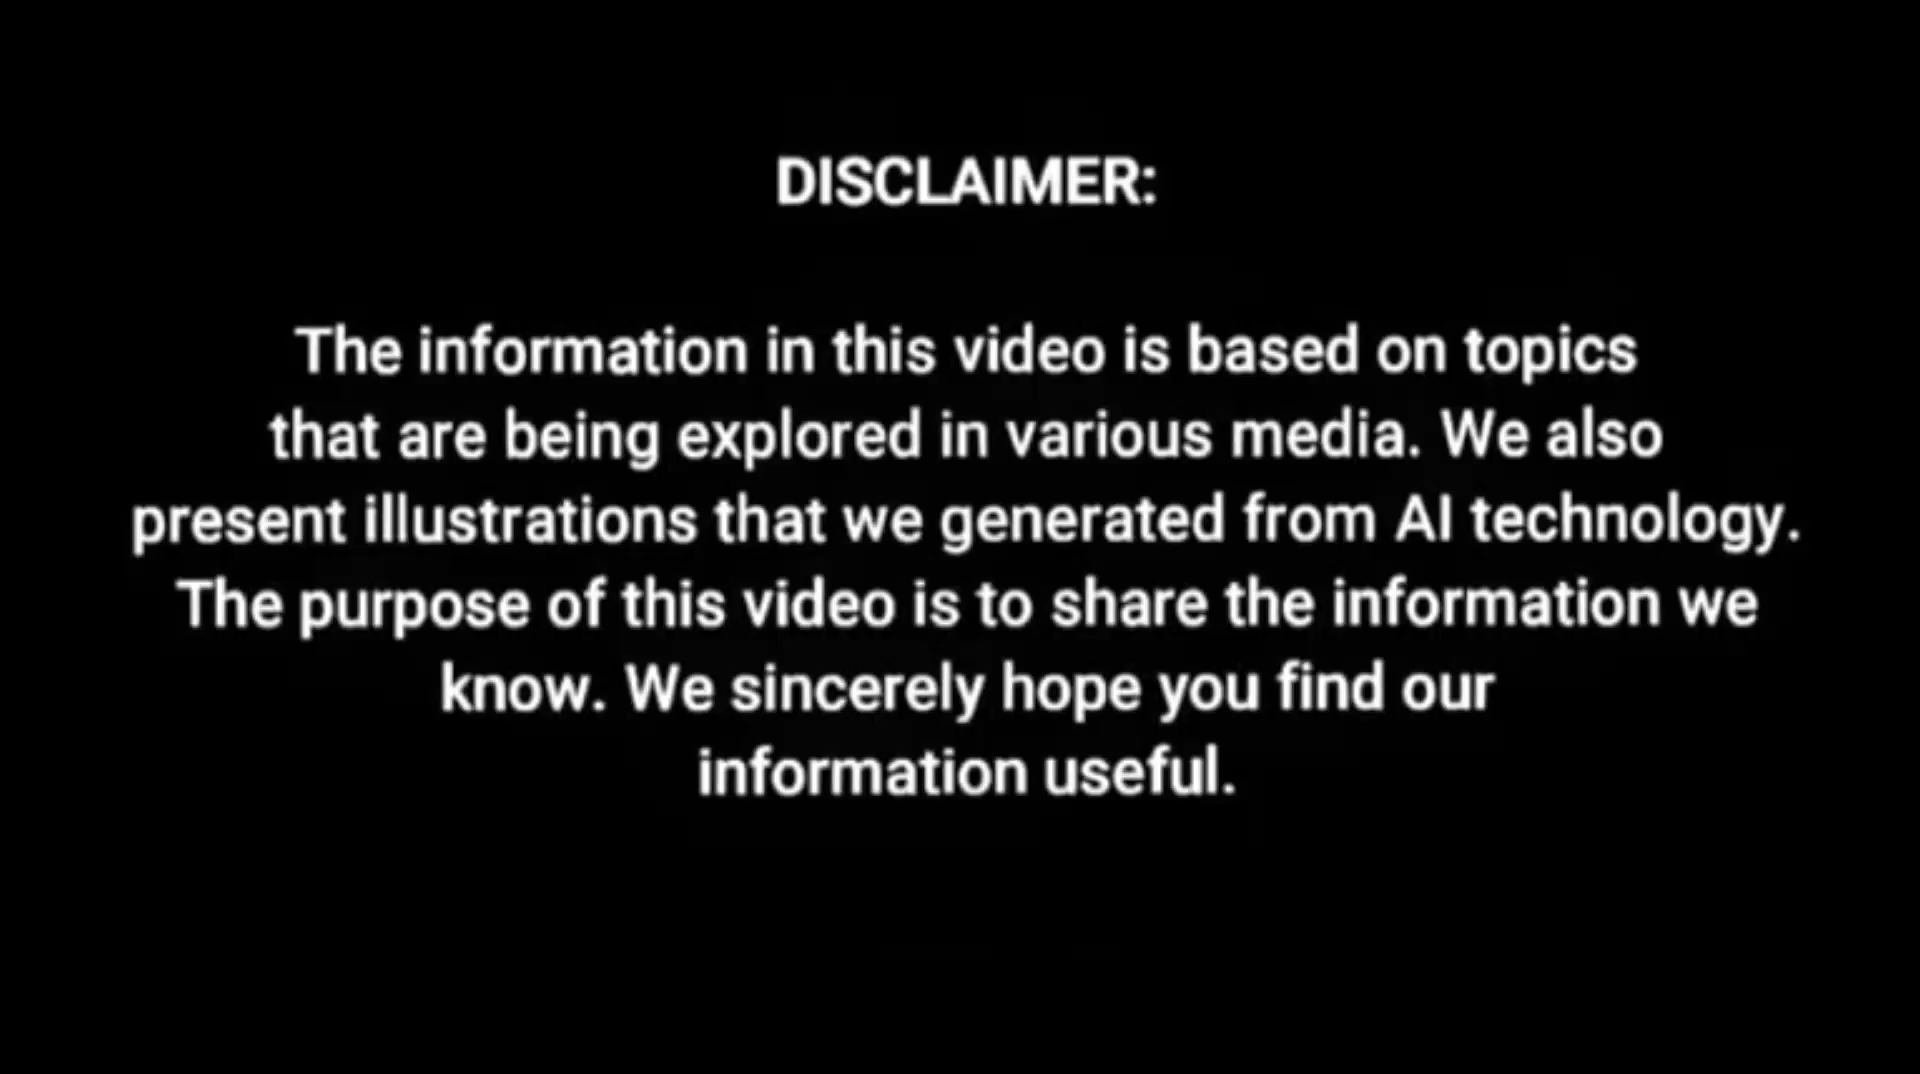 DISCLAIMER:
The information in this video is based on topics
that are being explored in various media. We also
present illustrations that we generated from AI technology.
The purpose of this video is to share the information we
know. We sincerely hope you find our
information useful.